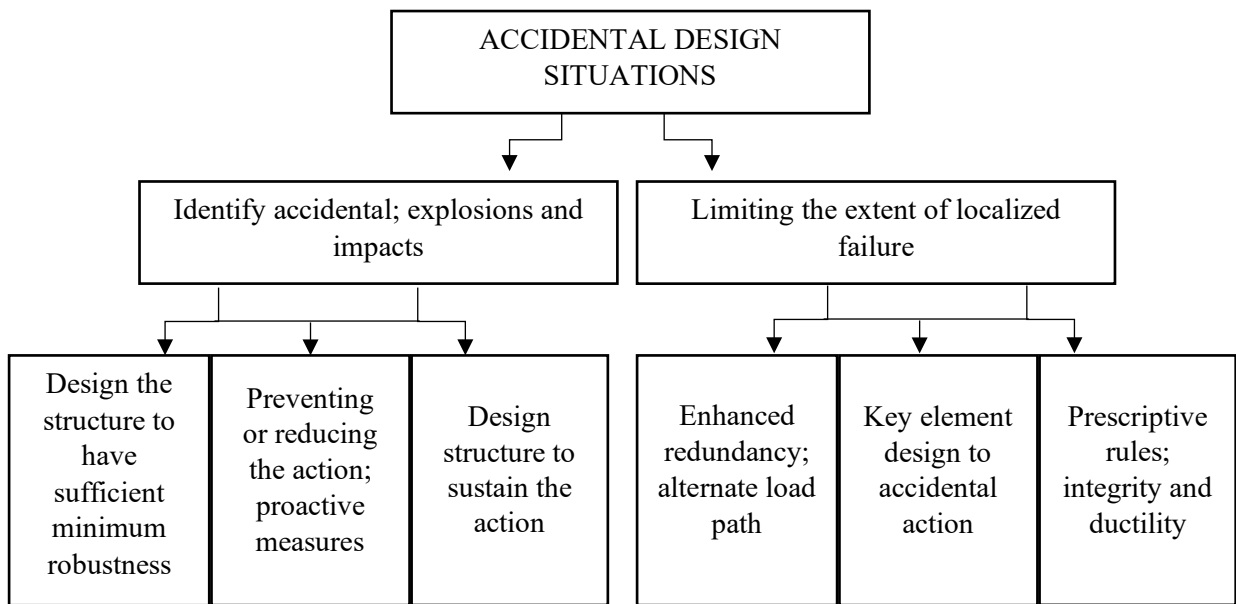 ACCIDENTAL DESIGN
SITUATIONS
Identify accidental; explosions and
impacts
Limiting the extent of localized
failure
Design the
structure to
have
sufficient
minimum
robustness
Preventing
or reducing
the action;
proactive
measures
Design
structure to
sustain the
action
Enhanced
redundancy;
alternate load
path
Key element
design to
accidental
action
Prescriptive
rules;
integrity and
ductility